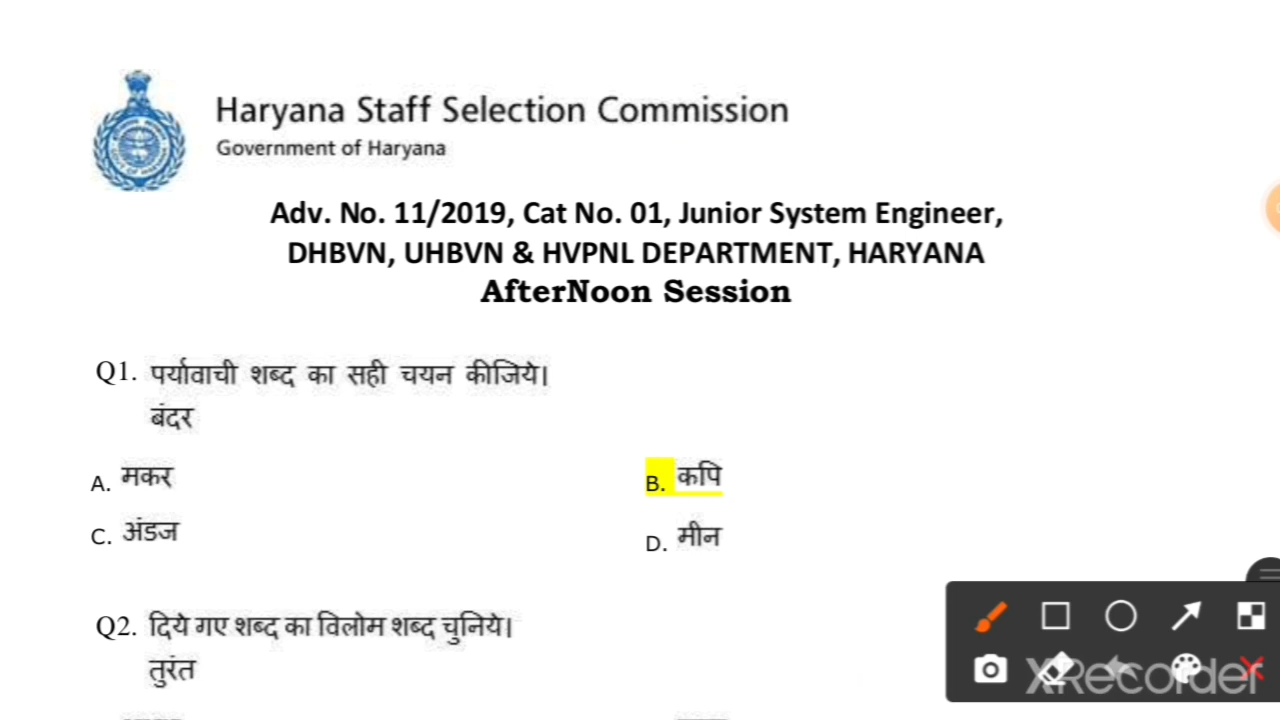 Haryana Staff Selection Commission
Government of Haryana
Adv. No. 11/2019, Cat No. 01, Junior System Engineer,
DHBVN, UHBVN & HVPNL DEPARTMENT, HARYANA
AfterNoon Session
Q1. पर्यावाची शब्द का सही चयन कीजिये।
बंदर
A. मकर
B. कपि
C. अंडज
D. मीन
Q2. दिये गए शब्द का विलोम शब्द चुनिये।
तुरंत
XRecorder